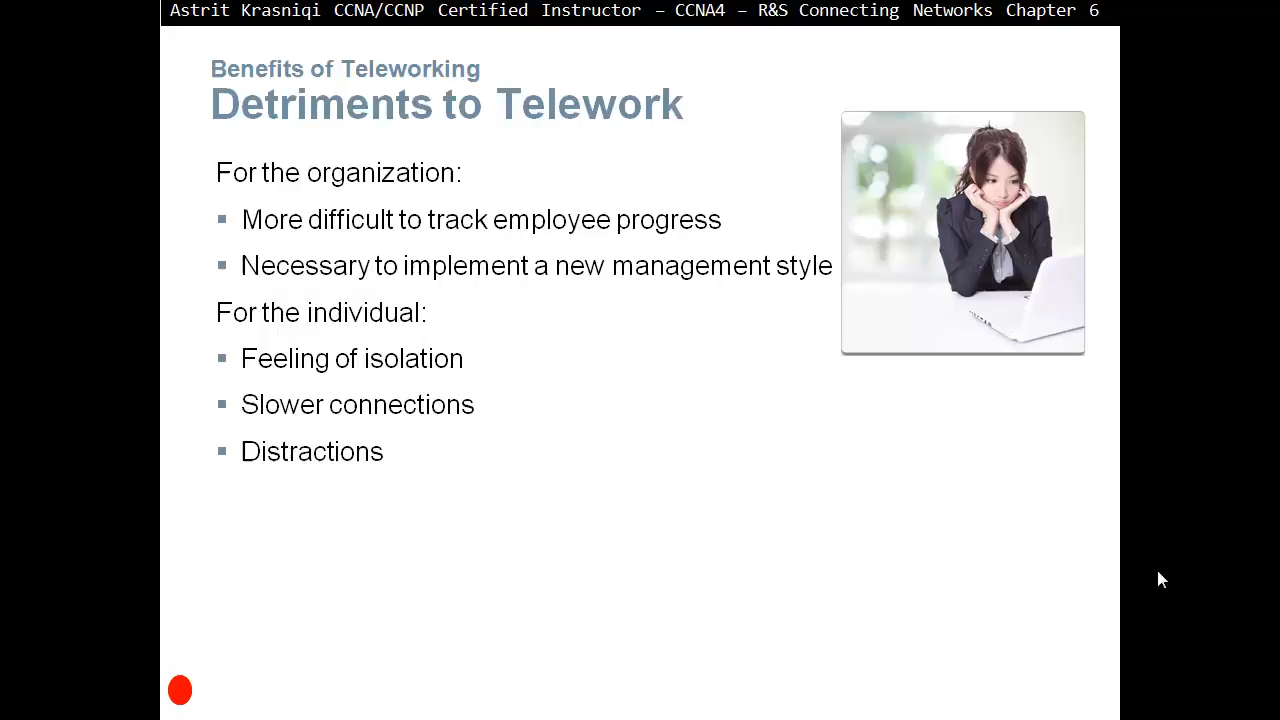 Astrit Krasniqi CCNA/CCNP Certified Instructor – CCNA4 – R&S Connecting Networks Chapter 6
Benefits of Teleworking
Detriments to Telework
For the organization:
▪ More difficult to track employee progress
▪ Necessary to implement a new management style
For the individual:
▪ Feeling of isolation
▪ Slower connections
▪ Distractions